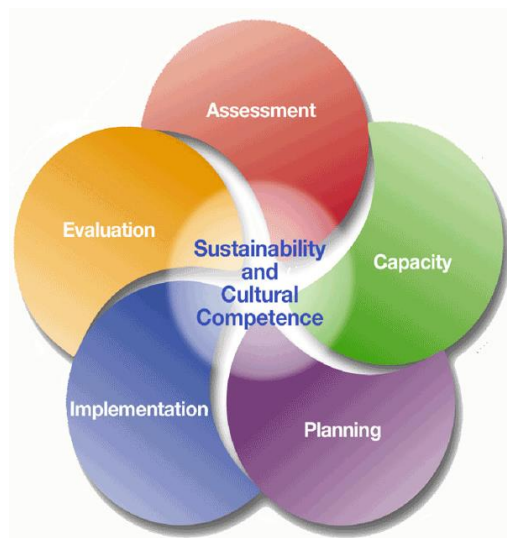 Assessment
Capacity
Planning
Implementation
Evaluation
Sustainability
and
Cultural
Competence